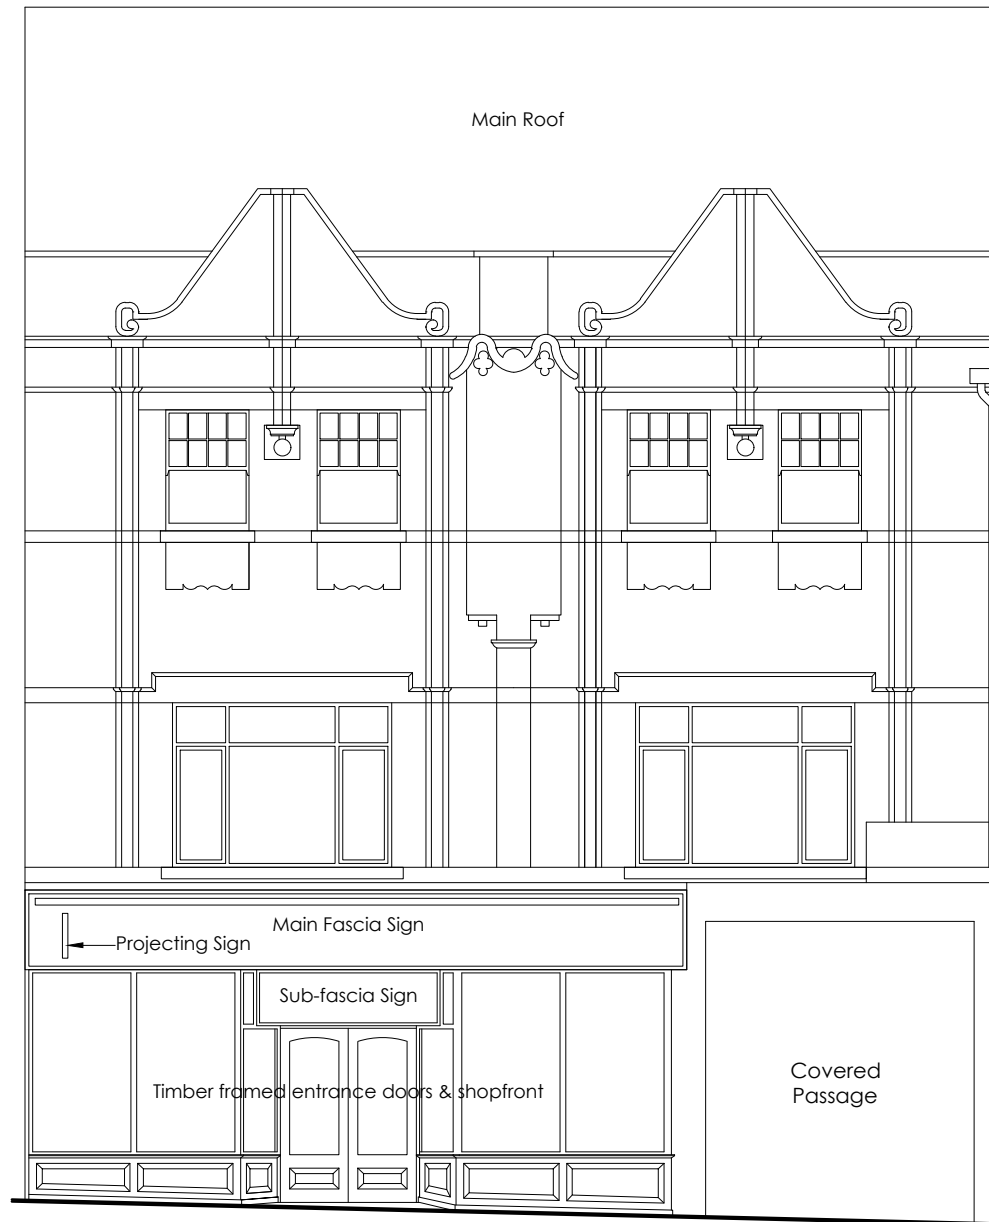 Main Roof
Main Fascia Sign
Projecting Sign
Sub-fascia Sign
Timber framed entrance doors & shopfront
Covered
Passage